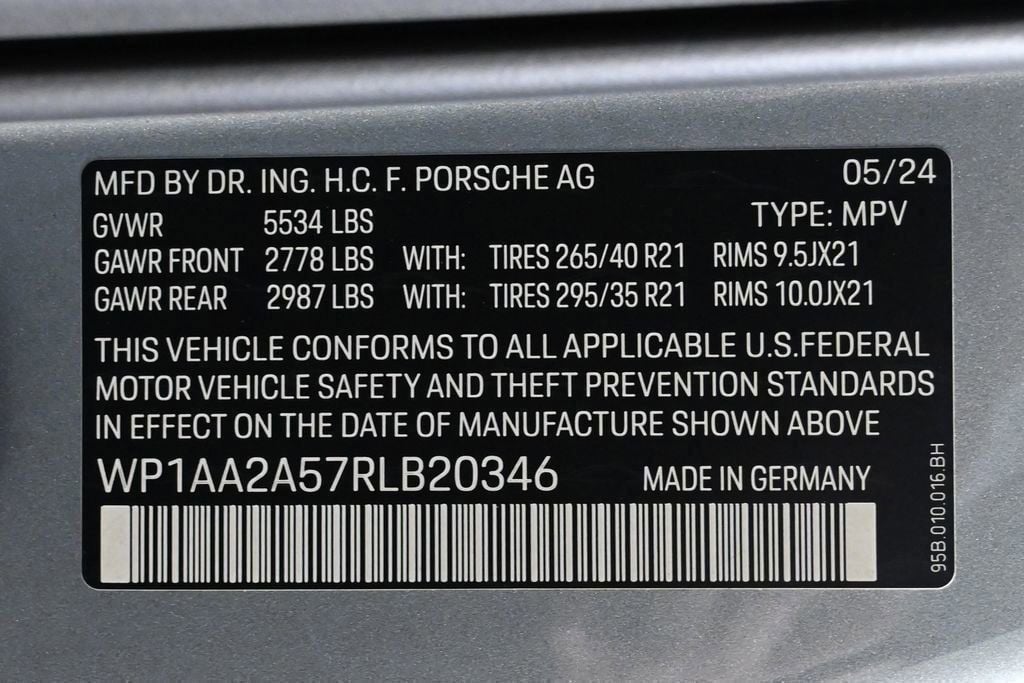 MFD BY DR. ING. H.C. F. PORSCHE AG 05/24
GVWR 5534 LBS TYPE: MPV
GAWR FRONT 2778 LBS WITH: TIRES 265/40 R21 RIMS 9.5JX21
GAWR REAR 2987 LBS WITH: TIRES 295/35 R21 RIMS 10.0JX21
THIS VEHICLE CONFORMS TO ALL APPLICABLE U.S.FEDERAL
MOTOR VEHICLE SAFETY AND THEFT PREVENTION STANDARDS
IN EFFECT ON THE DATE OF MANUFACTURE SHOWN ABOVE
WP1AA2A57RLB20346 MADE IN GERMANY
95B.010.016.BH